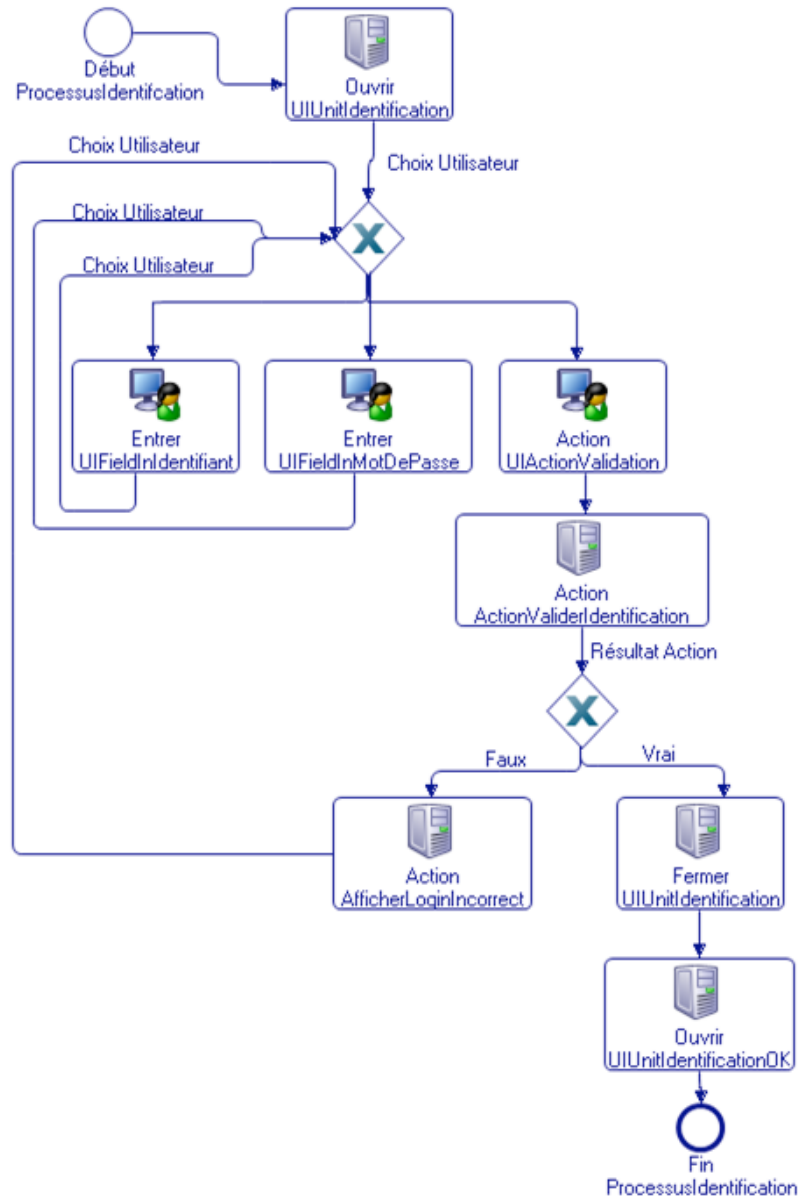 Début
ProcessusIdentifcation
Ouvrir
UIUnitIdentification
Choix Utilisateur
Choix Utilisateur
Choix Utilisateur
Choix Utilisateur
X
Entrer
UIFieldInIdentifiant
Entrer
UIFieldInMotDePasse
Action
UIActionValidation
Action
ActionValiderIdentification
Résultat Action
X
Faux
Vrai
Action
AfficherLoginIncorrect
Fermer
UIUnitIdentification
Ouvrir
UIUnitIdentificationOK
Fin
ProcessusIdentification